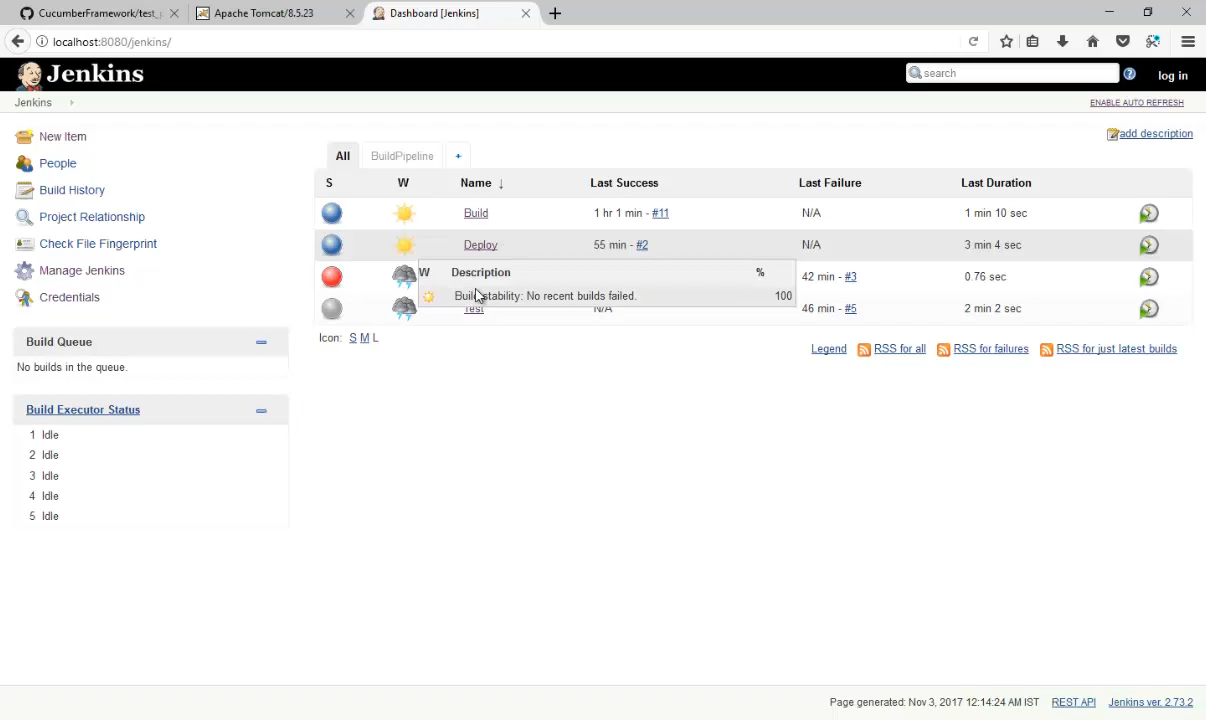 CucumberFramework/test_p
Apache Tomcat/8.5.23
Dashboard [Jenkins]
localhost:8080/jenkins/
Jenkins
search
log in
Jenkins
ENABLE AUTO REFRESH
New Item
People
Build History
Project Relationship
Check File Fingerprint
Manage Jenkins
Credentials
add description
All BuildPipeline +
S W Name ↓ Last Success Last Failure Last Duration
Build 1 hr 1 min - #11 N/A 1 min 10 sec
Deploy 55 min - #2 N/A 3 min 4 sec
W Description %
42 min - #3 0.76 sec
Build stability: No recent builds failed. 100
Test N/A 46 min - #5 2 min 2 sec
Icon: S M L
Legend RSS for all RSS for failures RSS for just latest builds
Build Queue
No builds in the queue.
Build Executor Status
1 Idle
2 Idle
3 Idle
4 Idle
5 Idle
Page generated: Nov 3, 2017 12:14:24 AM IST REST API Jenkins ver. 2.73.2